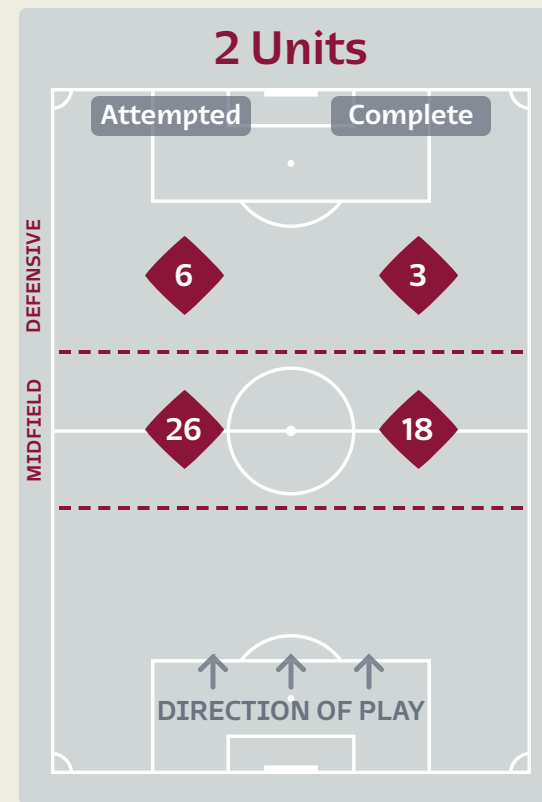 2 Units
Attempted Complete
DEFENSIVE
6 3
MIDFIELD
26 18
DIRECTION OF PLAY